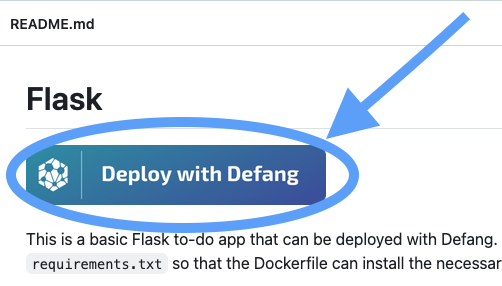 README.md
Flask
Deploy with Defang
This is a basic Flask to-do app that can be deployed with Defang.
requirements.txt so that the Dockerfile can install the